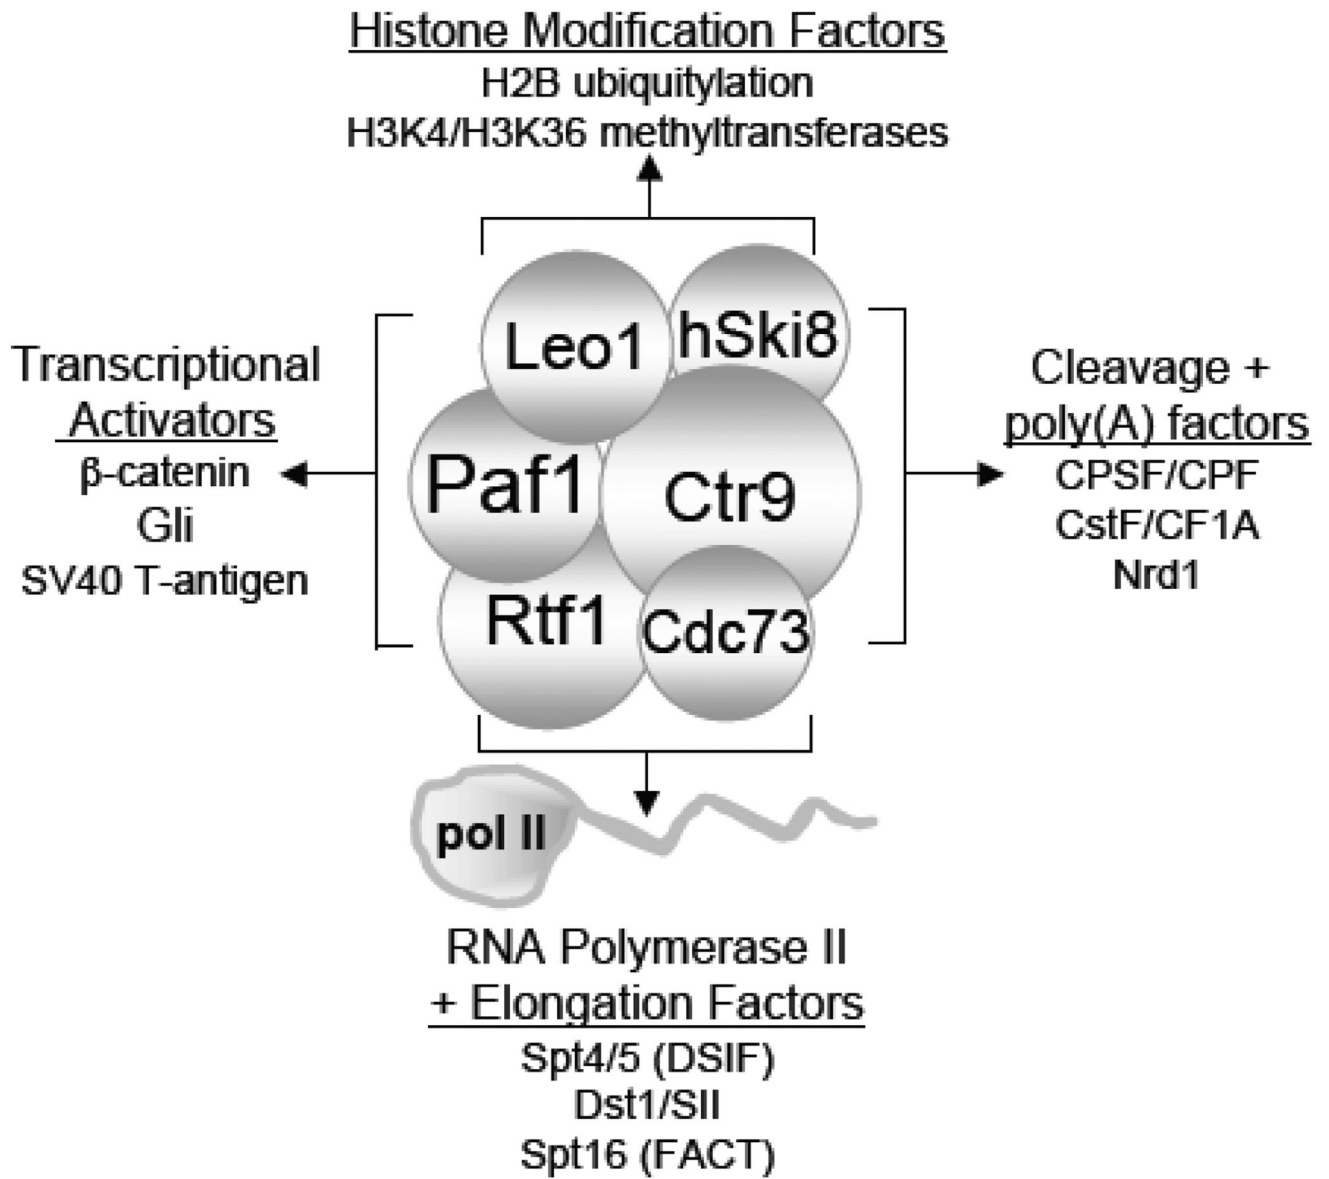 Histone Modification Factors
H2B ubiquitylation
H3K4/H3K36 methyltransferases
Leo1
hSki8
Transcriptional
Activators
β-catenin
Gli
SV40 T-antigen
Paf1
Ctr9
Rtf1
Cdc73
Cleavage +
poly(A) factors
CPSF/CPF
CstF/CF1A
Nrd1
pol II
RNA Polymerase II
+ Elongation Factors
Spt4/5 (DSIF)
Dst1/SII
Spt16 (FACT)